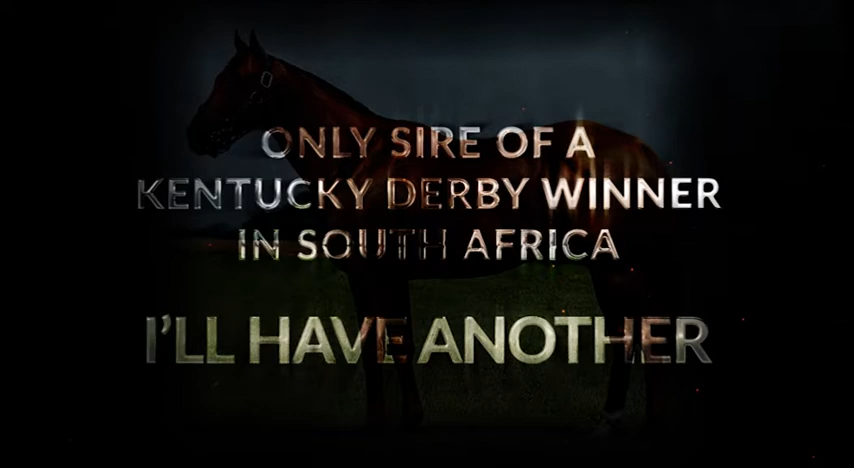 ONLY SIRE OF A
KENTUCKY DERBY WINNER
IN SOUTH AFRICA
I'LL HAVE ANOTHER